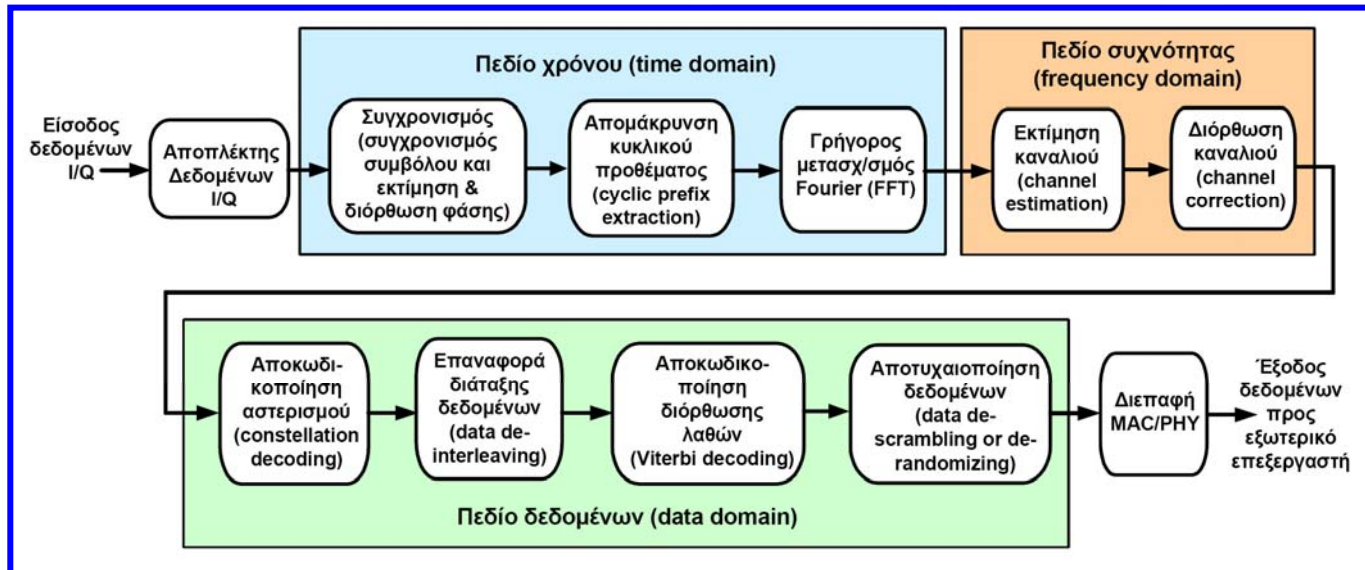 Πεδίο χρόνου (time domain)
Πεδίο συχνότητας
(frequency domain)
Είσοδος
δεδομένων
I/Q
Αποπλέκτης
Δεδομένων
I/Q
Συγχρονισμός
(συγχρονισμός
συμβόλου και
εκτίμηση &
διόρθωση φάσης)
Απομάκρυνση
κυκλικού
προθέματος
(cyclic prefix
extraction)
Γρήγορος
μετασχ/σμός
Fourier (FFT)
Εκτίμηση
καναλιού
(channel
estimation)
Διόρθωση
καναλιού
(channel
correction)
Αποκωδι-
κοποίηση
αστερισμού
(constellation
decoding)
Επαναφορά
διάταξης
δεδομένων
(data de-
interleaving)
Αποκωδικο-
ποίηση
διόρθωσης
λαθών
(Viterbi decoding)
Αποτυχαιοποίηση
δεδομένων
(data de-
scrambling or de-
randomizing)
Διεπαφή
MAC/PHY
Έξοδος
δεδομένων
προς
εξωτερικό
επεξεργαστή
Πεδίο δεδομένων (data domain)